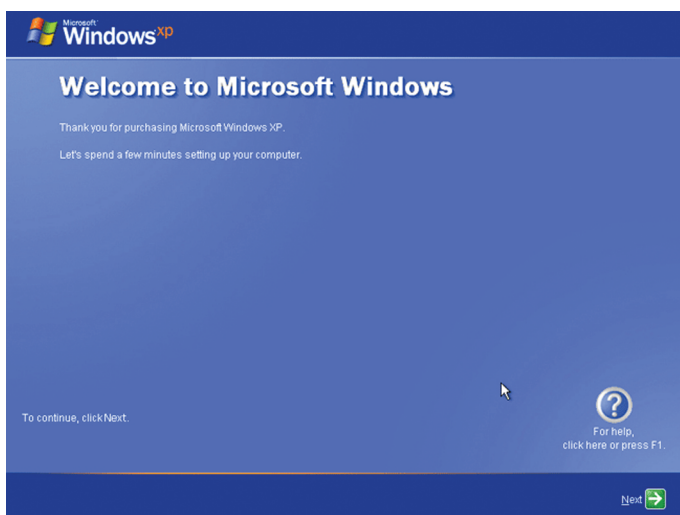 Microsoft
Windows xp
Welcome to Microsoft Windows
Thank you for purchasing Microsoft Windows XP.
Let's spend a few minutes setting up your computer.
To continue, click Next.
?
For help,
click here or press F1.
Next